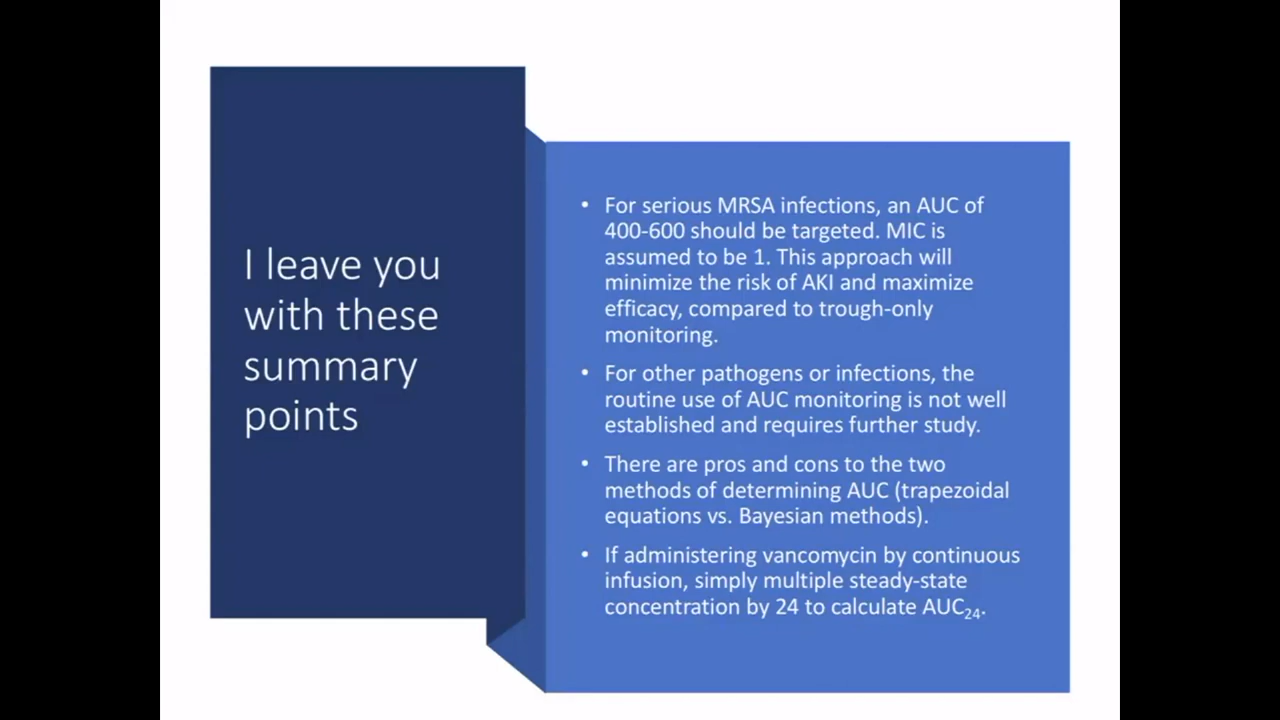 I leave you
with these
summary
points
• For serious MRSA infections, an AUC of
400-600 should be targeted. MIC is
assumed to be 1. This approach will
minimize the risk of AKI and maximize
efficacy, compared to trough-only
monitoring.
• For other pathogens or infections, the
routine use of AUC monitoring is not well
established and requires further study.
• There are pros and cons to the two
methods of determining AUC (trapezoidal
equations vs. Bayesian methods).
• If administering vancomycin by continuous
infusion, simply multiple steady-state
concentration by 24 to calculate AUC24.